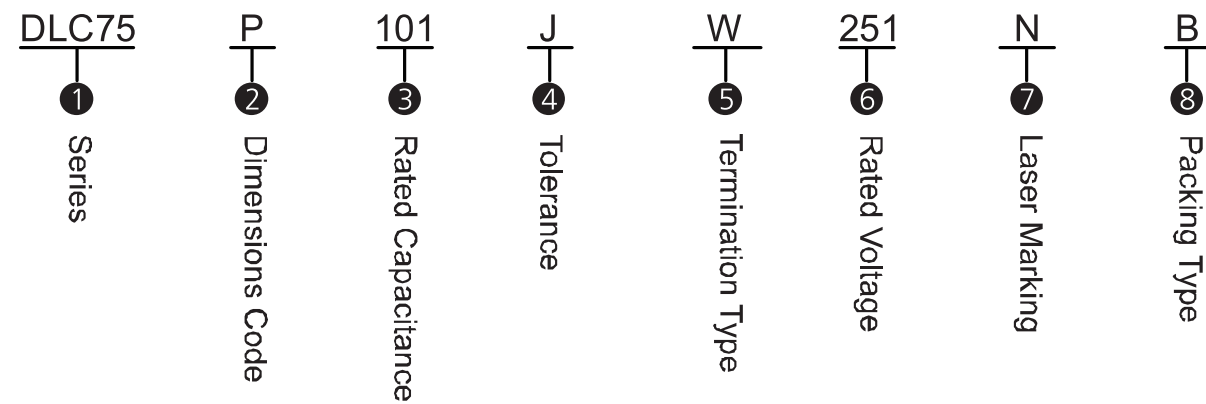 DLC75 P 101 J W 251 N B
1 2 3 4 5 6 7 8
Series
Dimensions Code
Rated Capacitance
Tolerance
Termination Type
Rated Voltage
Laser Marking
Packing Type